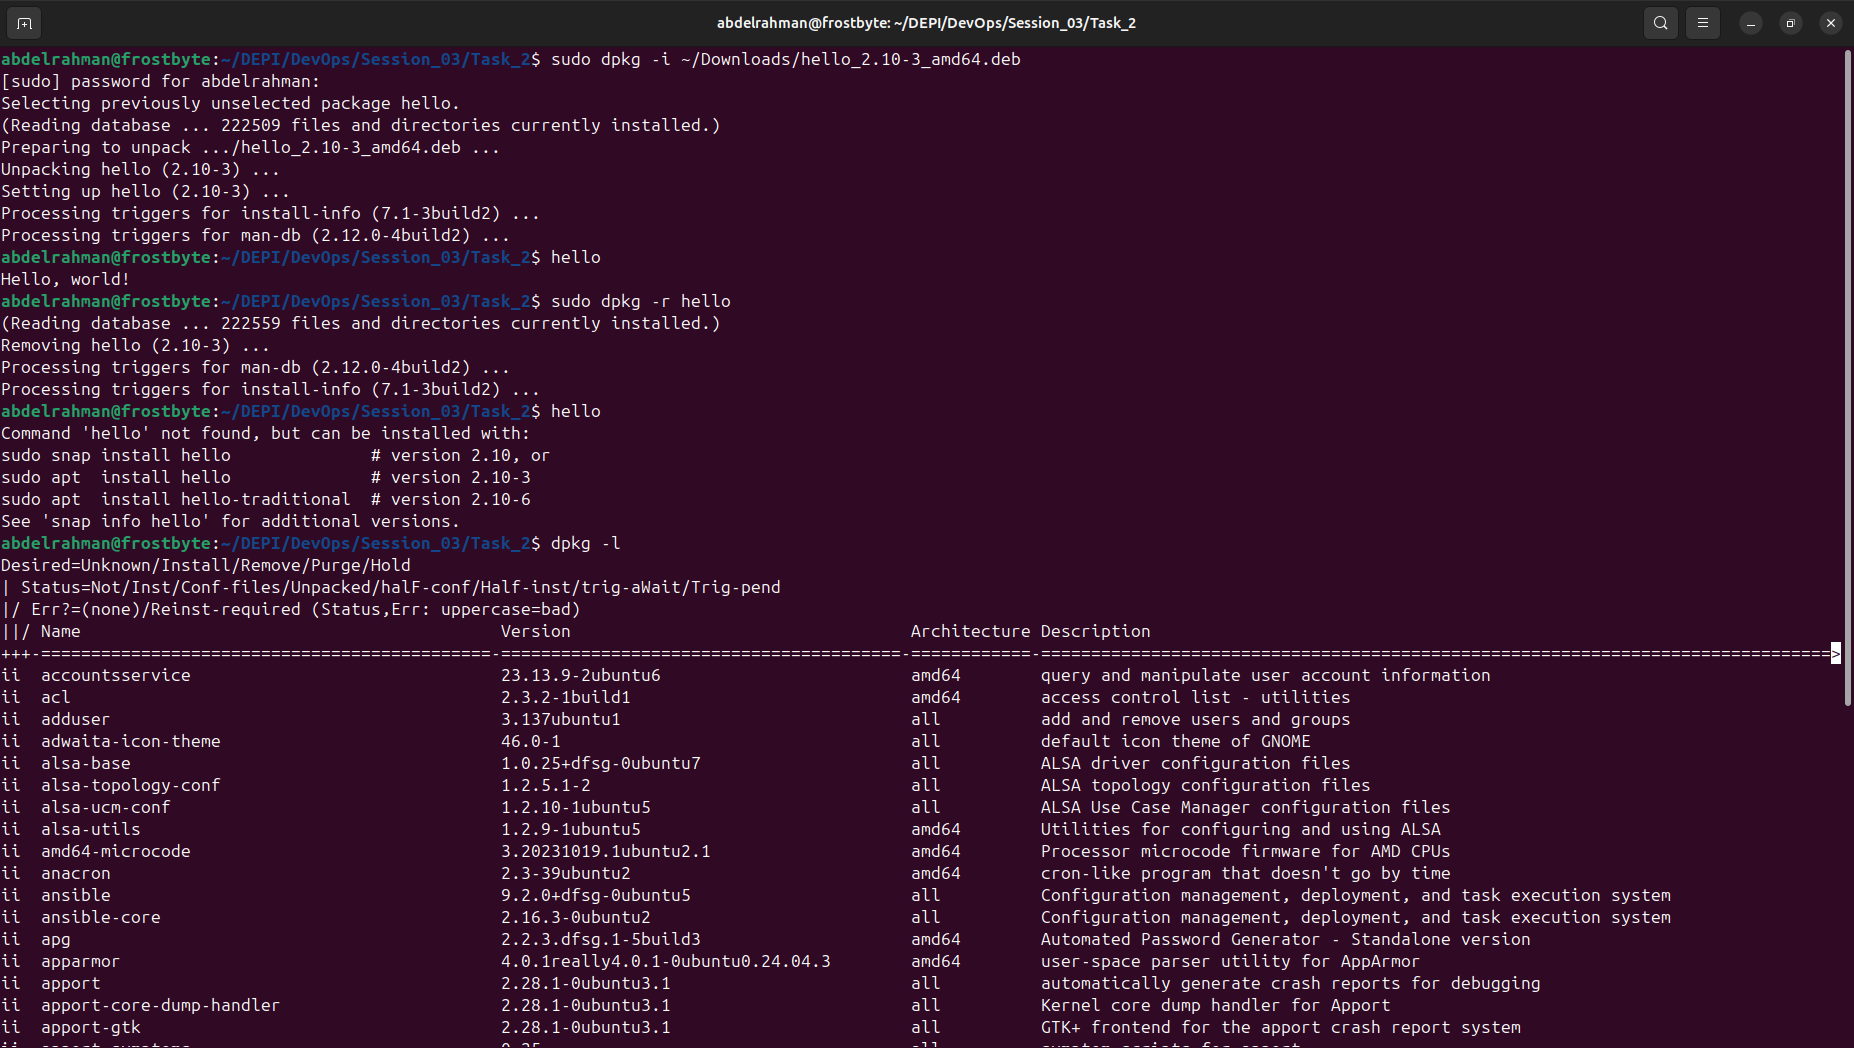 abdelrahman@frostbyte: ~/DEPI/DevOps/Session_03/Task_2
abdelrahman@frostbyte:~/DEPI/DevOps/Session_03/Task_2$ sudo dpkg -i ~/Downloads/hello_2.10-3_amd64.deb
[sudo] password for abdelrahman:
Selecting previously unselected package hello.
(Reading database ... 222509 files and directories currently installed.)
Preparing to unpack .../hello_2.10-3_amd64.deb ...
Unpacking hello (2.10-3) ...
Setting up hello (2.10-3) ...
Processing triggers for install-info (7.1-3build2) ...
Processing triggers for man-db (2.12.0-4build2) ...
abdelrahman@frostbyte:~/DEPI/DevOps/Session_03/Task_2$ hello
Hello, world!
abdelrahman@frostbyte:~/DEPI/DevOps/Session_03/Task_2$ sudo dpkg -r hello
(Reading database ... 222559 files and directories currently installed.)
Removing hello (2.10-3) ...
Processing triggers for man-db (2.12.0-4build2) ...
Processing triggers for install-info (7.1-3build2) ...
abdelrahman@frostbyte:~/DEPI/DevOps/Session_03/Task_2$ hello
Command 'hello' not found, but can be installed with:
sudo snap install hello              # version 2.10, or
sudo apt  install hello              # version 2.10-3
sudo apt  install hello-traditional  # version 2.10-6
See 'snap info hello' for additional versions.
abdelrahman@frostbyte:~/DEPI/DevOps/Session_03/Task_2$ dpkg -l
Desired=Unknown/Install/Remove/Purge/Hold
| Status=Not/Inst/Conf-files/Unpacked/halF-conf/Half-inst/trig-aWait/Trig-pend
|/ Err?=(none)/Reinst-required (Status,Err: uppercase=bad)
||/ Name                                          Version                                  Architecture Description
+++-=============================================-========================================-============-===============================================================================>
ii  accountsservice                               23.13.9-2ubuntu6                         amd64        query and manipulate user account information
ii  acl                                           2.3.2-1build1                            amd64        access control list - utilities
ii  adduser                                       3.137ubuntu1                             all          add and remove users and groups
ii  adwaita-icon-theme                            46.0-1                                   all          default icon theme of GNOME
ii  alsa-base                                     1.0.25+dfsg-0ubuntu7                     all          ALSA driver configuration files
ii  alsa-topology-conf                            1.2.5.1-2                                all          ALSA topology configuration files
ii  alsa-ucm-conf                                 1.2.10-1ubuntu5                          all          ALSA Use Case Manager configuration files
ii  alsa-utils                                    1.2.9-1ubuntu5                           amd64        Utilities for configuring and using ALSA
ii  amd64-microcode                               3.20231019.1ubuntu2.1                    amd64        Processor microcode firmware for AMD CPUs
ii  anacron                                       2.3-39ubuntu2                            amd64        cron-like program that doesn't go by time
ii  ansible                                       9.2.0+dfsg-0ubuntu5                      all          Configuration management, deployment, and task execution system
ii  ansible-core                                  2.16.3-0ubuntu2                          all          Configuration management, deployment, and task execution system
ii  apg                                           2.2.3.dfsg.1-5build3                     amd64        Automated Password Generator - Standalone version
ii  apparmor                                      4.0.1really4.0.1-0ubuntu0.24.04.3        amd64        user-space parser utility for AppArmor
ii  apport                                        2.28.1-0ubuntu3.1                        all          automatically generate crash reports for debugging
ii  apport-core-dump-handler                      2.28.1-0ubuntu3.1                        all          Kernel core dump handler for Apport
ii  apport-gtk                                    2.28.1-0ubuntu3.1                        all          GTK+ frontend for the apport crash report system